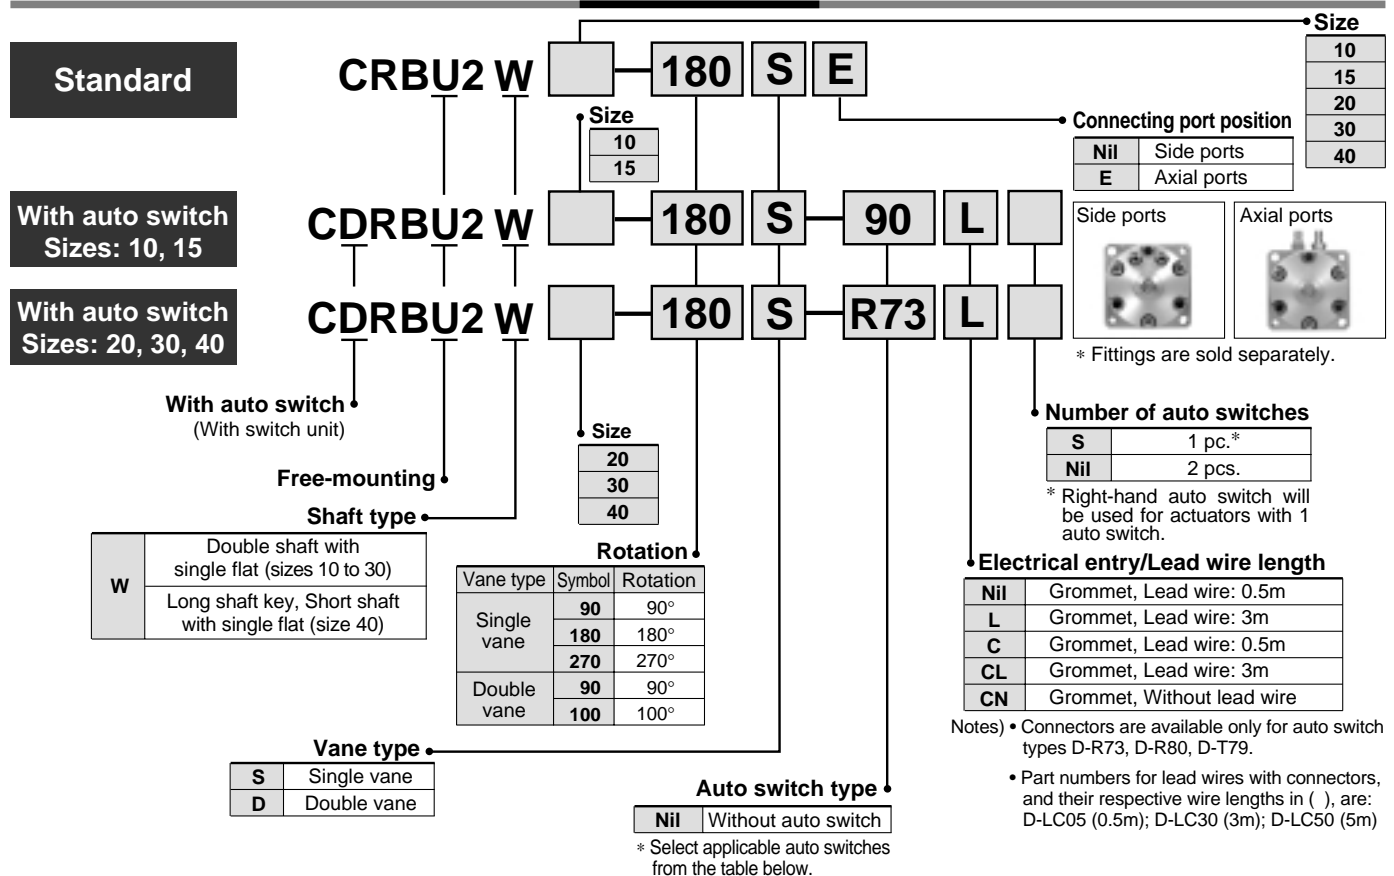 Standard
CRBU2 W 180 S E
Size
10
15
20
30
40
Connecting port position
Nil Side ports
E Axial ports
Size
10
15
With auto switch
Sizes: 10, 15
CDRBU2 W 180 S 90 L
With auto switch
Sizes: 20, 30, 40
CDRBU2 W 180 S R73 L
Side ports
Axial ports
* Fittings are sold separately.
With auto switch
(With switch unit)
Free-mounting
Shaft type
W
Double shaft with
single flat (sizes 10 to 30)
Long shaft key, Short shaft
with single flat (size 40)
Size
20
30
40
Rotation
Vane type Symbol Rotation
Single
vane
90 90°
180 180°
270 270°
Double
vane
90 90°
100 100°
Vane type
S Single vane
D Double vane
Auto switch type
Nil Without auto switch
* Select applicable auto switches
from the table below.
Number of auto switches
S 1 pc.*
Nil 2 pcs.
* Right-hand auto switch will
be used for actuators with 1
auto switch.
Electrical entry/Lead wire length
Nil Grommet, Lead wire: 0.5m
L Grommet, Lead wire: 3m
C Grommet, Lead wire: 0.5m
CL Grommet, Lead wire: 3m
CN Grommet, Without lead wire
Notes) • Connectors are available only for auto switch
types D-R73, D-R80, D-T79.
• Part numbers for lead wires with connectors,
and their respective wire lengths in ( ), are:
D-LC05 (0.5m); D-LC30 (3m); D-LC50 (5m)